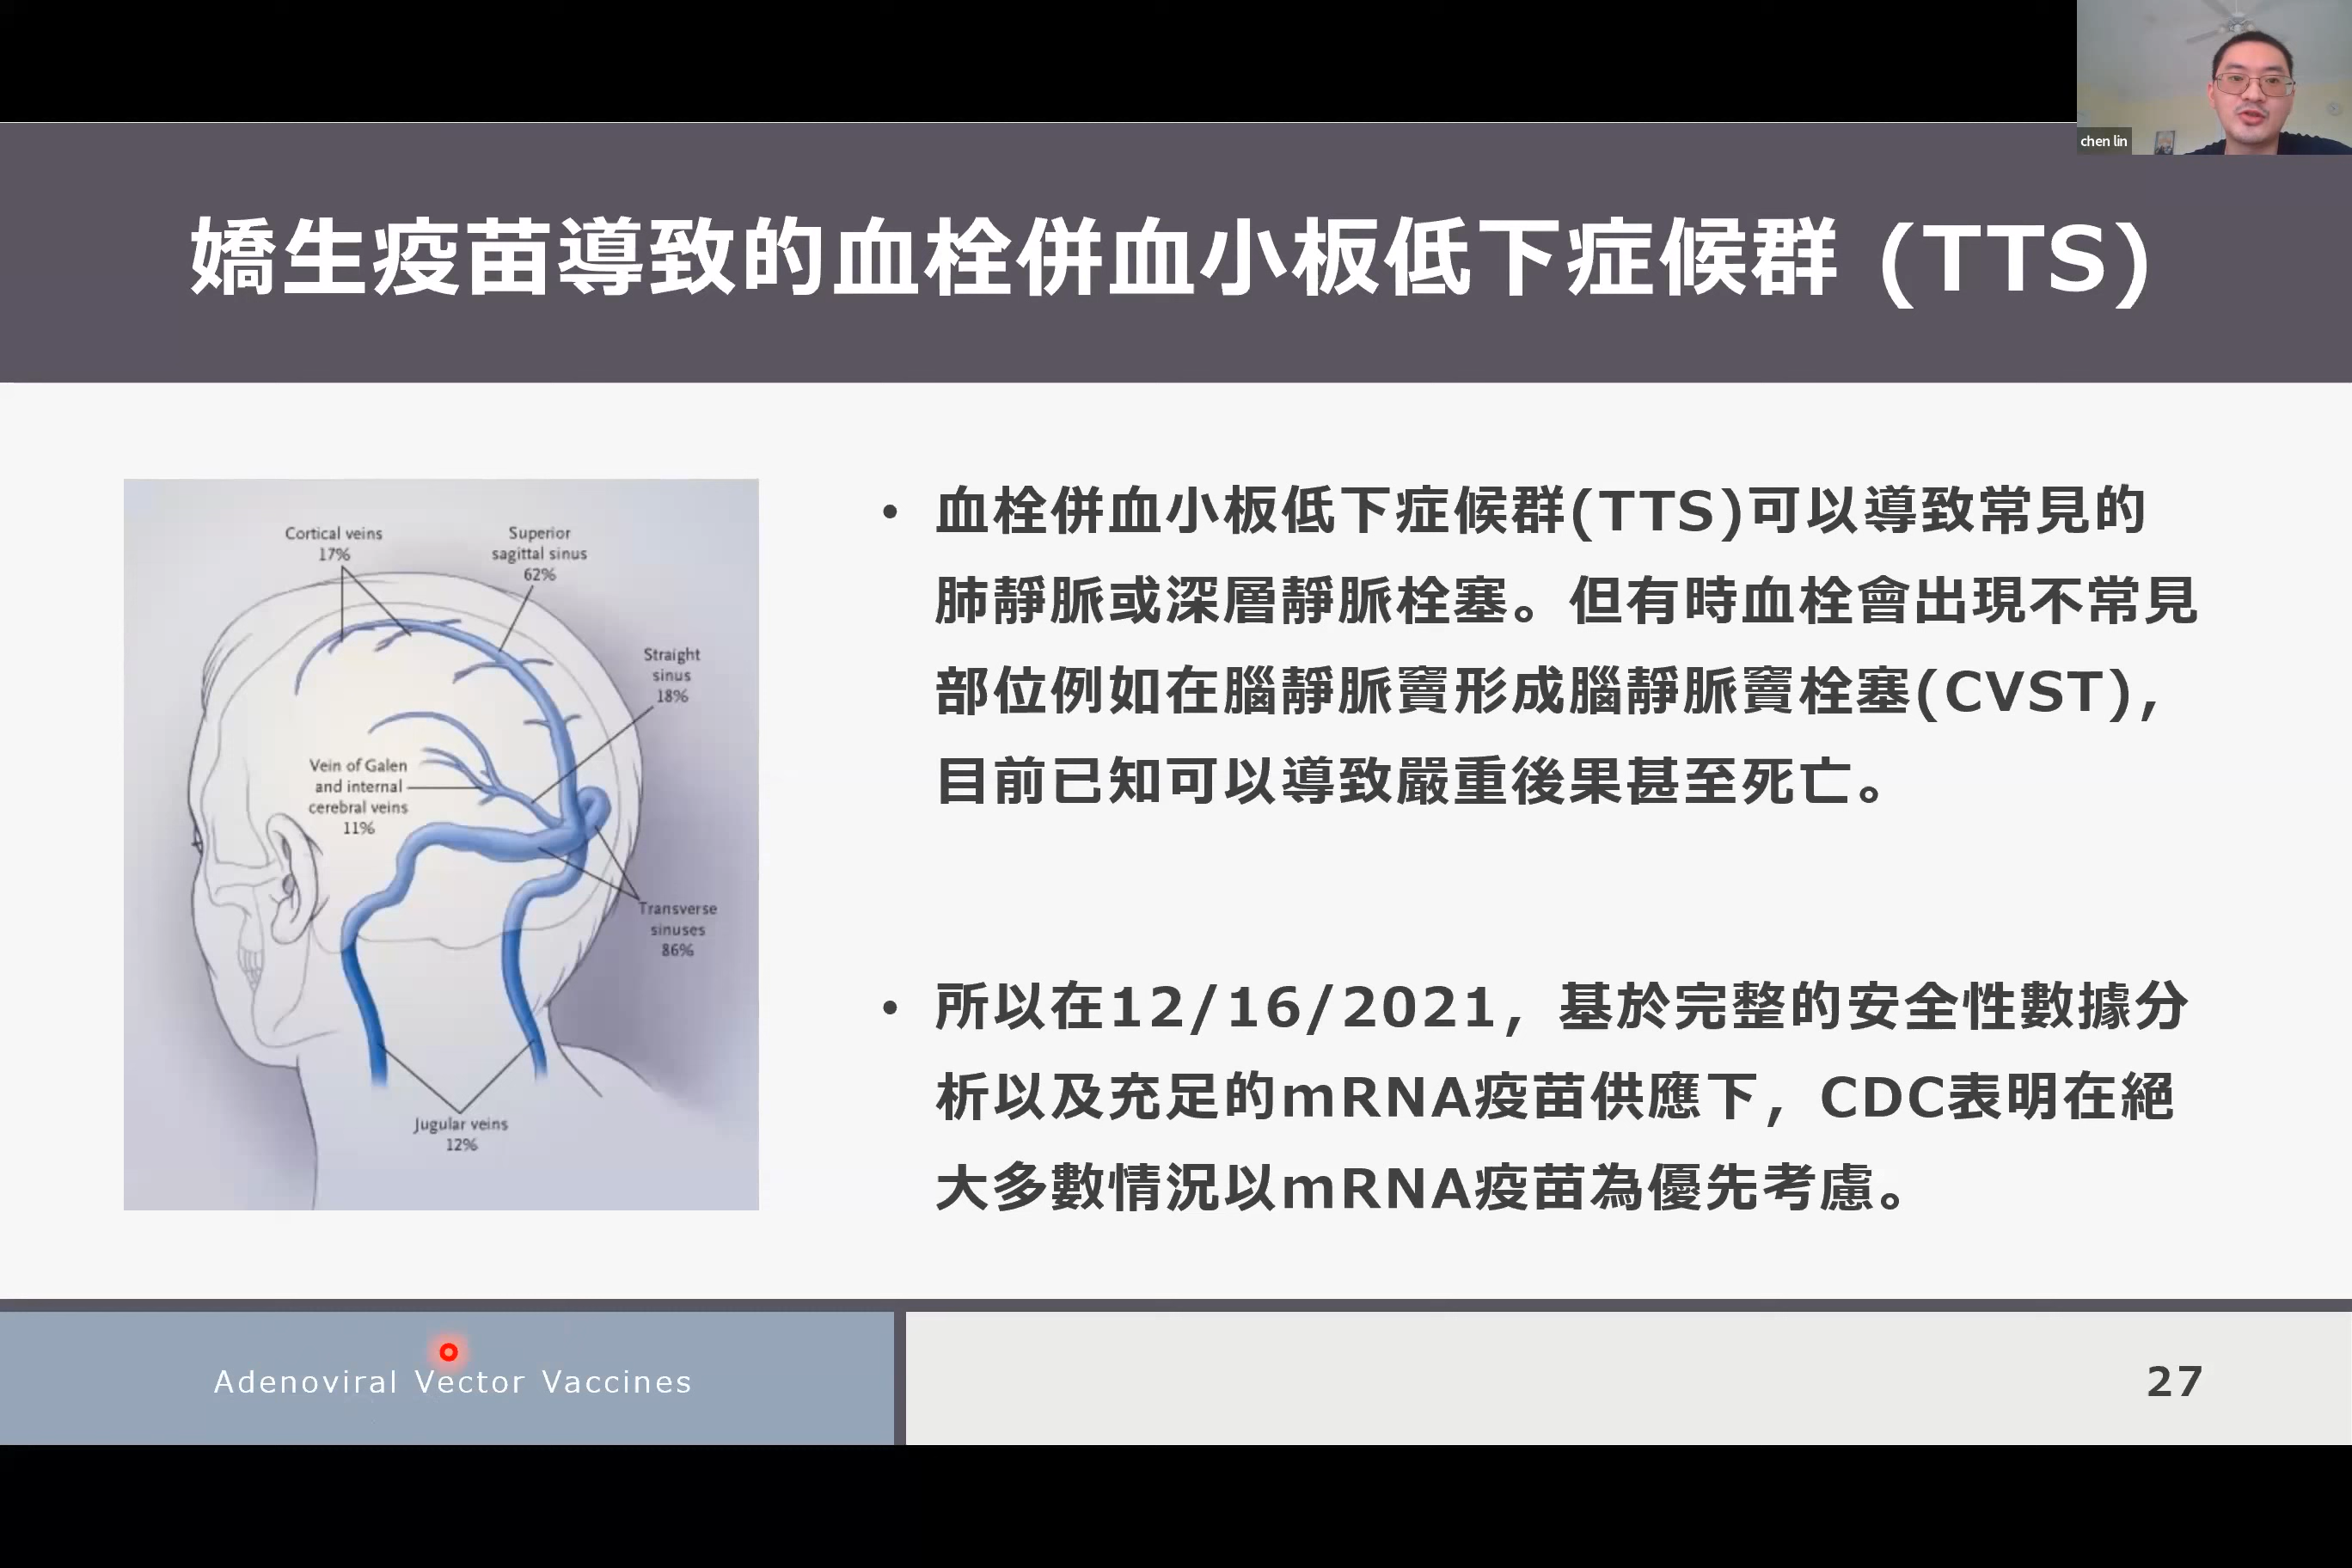 chen lin
嬌生疫苗導致的血栓併血小板低下症候群 (TTS)
Cortical veins
17%
Superior
sagittal sinus
62%
Straight
sinus
18%
Vein of Galen
and internal
cerebral veins
11%
Transverse
sinuses
86%
Jugular veins
12%
• 血栓併血小板低下症候群(TTS)可以導致常見的
肺靜脈或深層靜脈栓塞。但有時血栓會出現不常見
部位例如在腦靜脈竇形成腦靜脈竇栓塞(CVST),
目前已知可以導致嚴重後果甚至死亡。
• 所以在12/16/2021，基於完整的安全性數據分
析以及充足的mRNA疫苗供應下，CDC表明在絕
大多數情況以mRNA疫苗為優先考慮。
Adenoviral Vector Vaccines
27